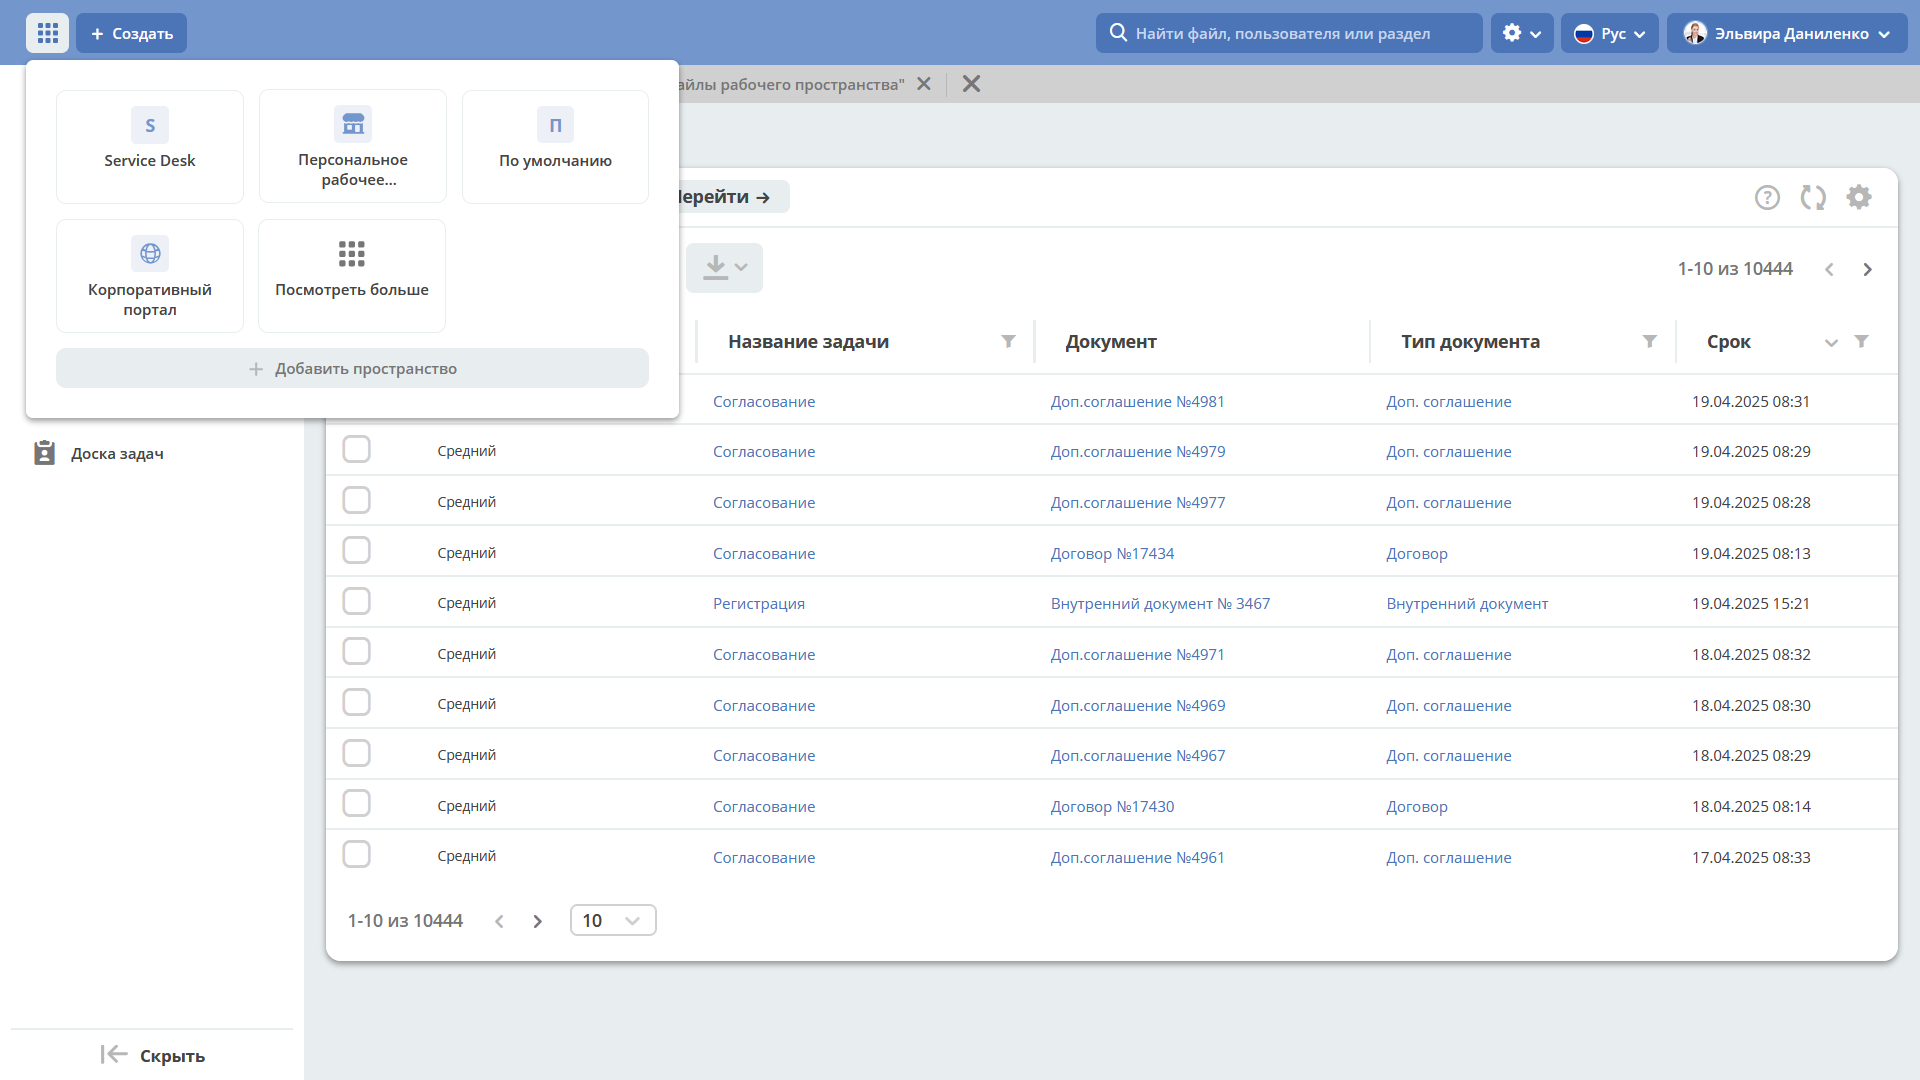 + Создать
Найти файл, пользователя или раздел
Рус
Эльвира Даниленко
айлы рабочего пространства"
S
Service Desk
Персональное
рабочее...
П
По умолчанию
Корпоративный
портал
Посмотреть больше
+ Добавить пространство
ерейти →
1-10 из 10444
Название задачи
Документ
Тип документа
Срок
Согласование Доп.соглашение №4981 Доп. соглашение 19.04.2025 08:31
Доска задач
Средний Согласование Доп.соглашение №4979 Доп. соглашение 19.04.2025 08:29
Средний Согласование Доп.соглашение №4977 Доп. соглашение 19.04.2025 08:28
Средний Согласование Договор №17434 Договор 19.04.2025 08:13
Средний Регистрация Внутренний документ № 3467 Внутренний документ 19.04.2025 15:21
Средний Согласование Доп.соглашение №4971 Доп. соглашение 18.04.2025 08:32
Средний Согласование Доп.соглашение №4969 Доп. соглашение 18.04.2025 08:30
Средний Согласование Доп.соглашение №4967 Доп. соглашение 18.04.2025 08:29
Средний Согласование Договор №17430 Договор 18.04.2025 08:14
Средний Согласование Доп.соглашение №4961 Доп. соглашение 17.04.2025 08:33
1-10 из 10444
10
Скрыть